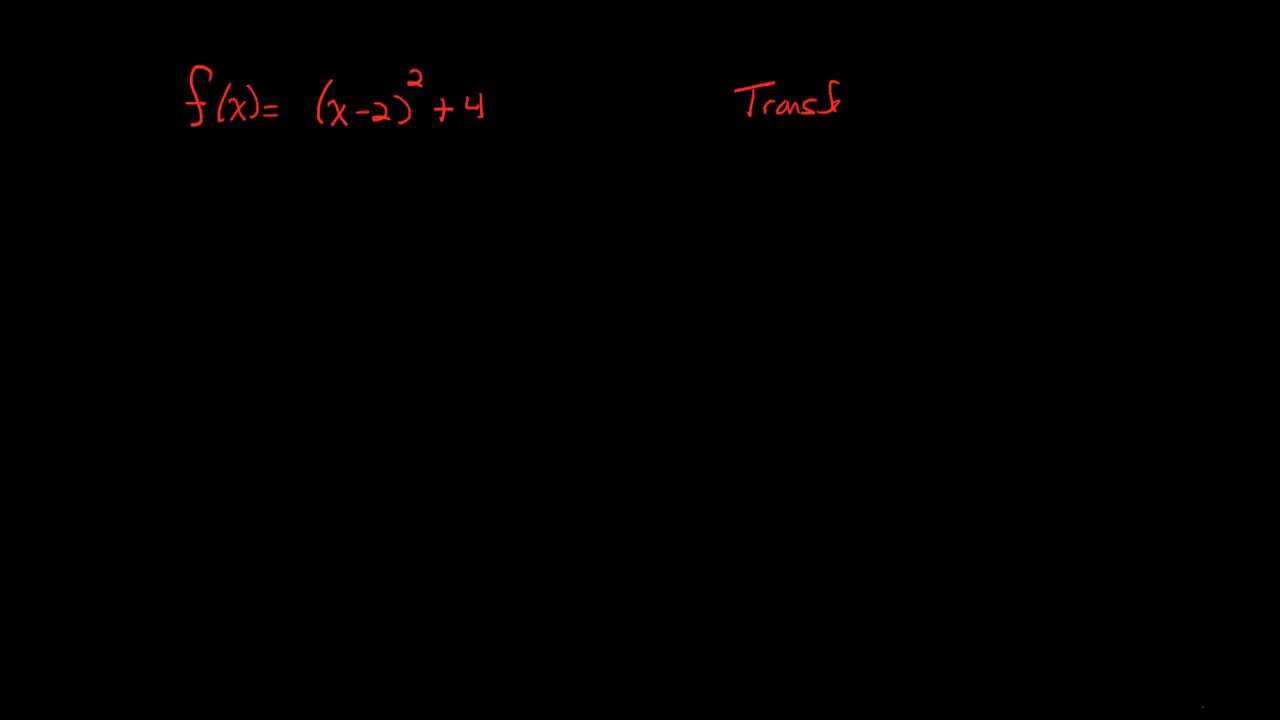 f(x) = (x-2)² + 4
Transf